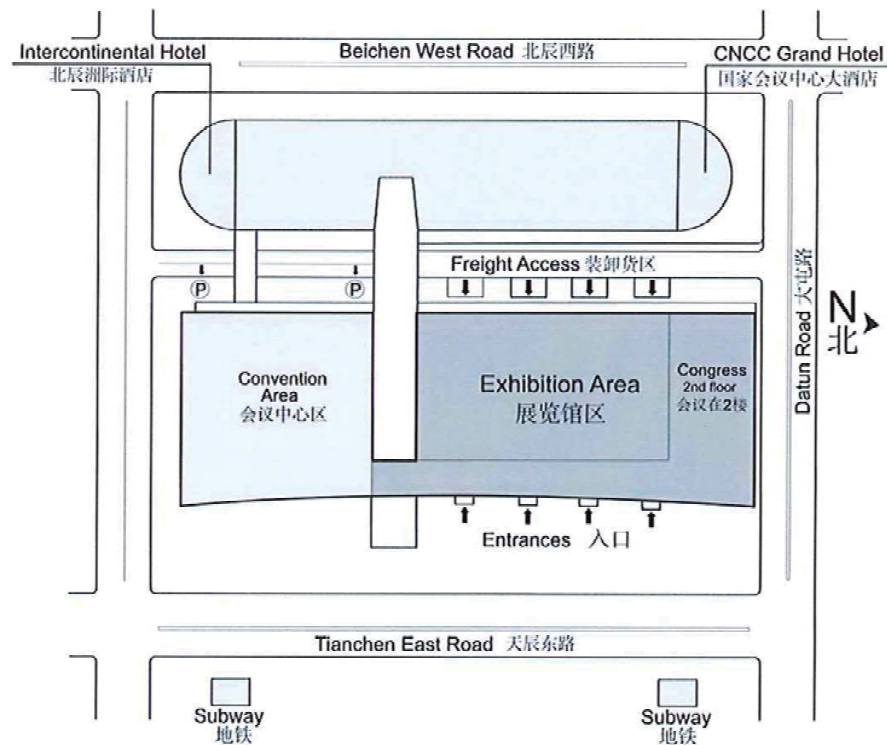 Intercontinental Hotel
北辰洲际酒店
Beichen West Road 北辰西路
CNCC Grand Hotel
国家会议中心大酒店
Freight Access 装卸货区
P
P
Convention
Area
会议中心区
Exhibition Area
展览馆区
Congress
2nd floor
会议在2楼
Datun Road 大屯路
N
北
Entrances 入口
Tianchen East Road 天辰东路
Subway
地铁
Subway
地铁